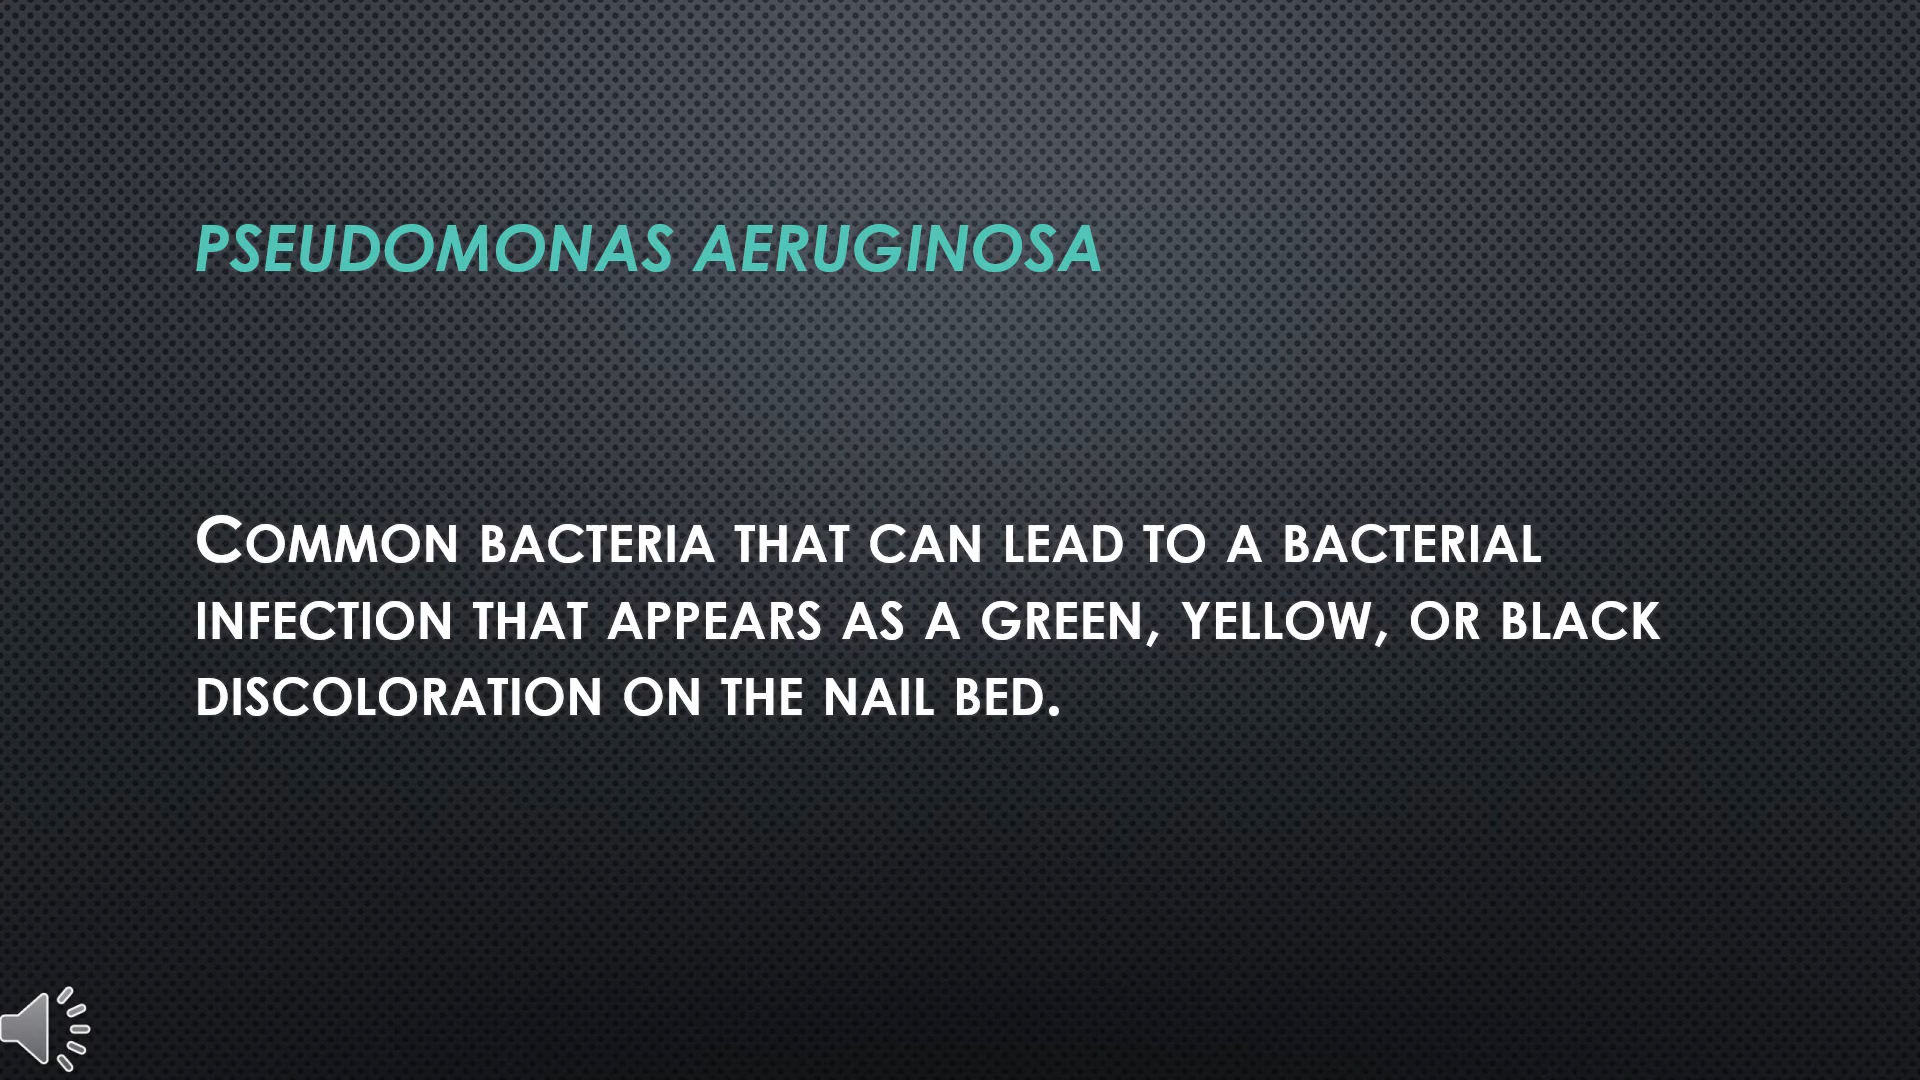 PSEUDOMONAS AERUGINOSA
COMMON BACTERIA THAT CAN LEAD TO A BACTERIAL
INFECTION THAT APPEARS AS A GREEN, YELLOW, OR BLACK
DISCOLORATION ON THE NAIL BED.